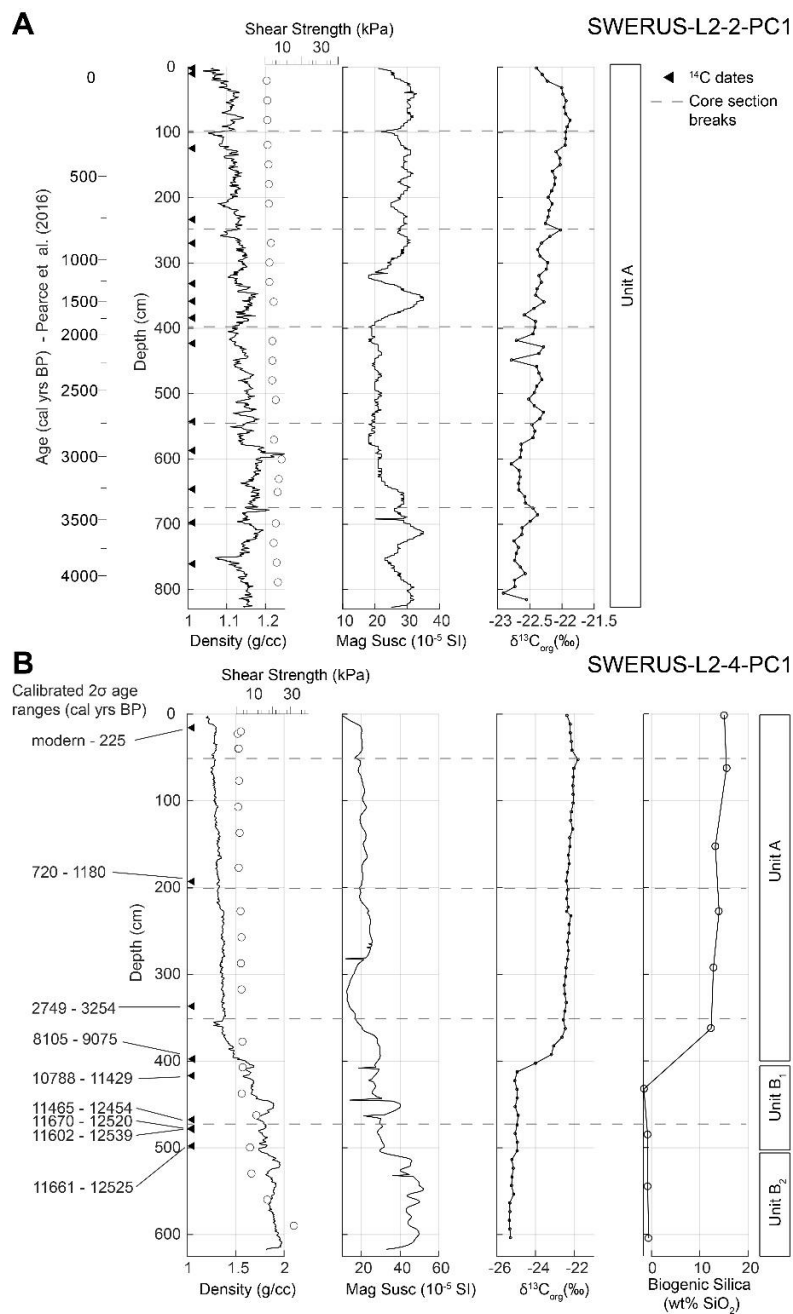 A
Shear Strength (kPa)
SWERUS-L2-2-PC1
0 10 30
¹⁴C dates
Core section
breaks
Age (cal yrs BP) - Pearce et al. (2016)
0
500
1000
1500
2000
2500
3000
3500
4000
Depth (cm)
0
100
200
300
400
500
600
700
800
Unit A
1 1.1 1.2
Density (g/cc)
10 20 30 40
Mag Susc (10⁻⁵ SI)
-23 -22.5 -22 -21.5
δ¹³Corg(‰)
B
Shear Strength (kPa)
SWERUS-L2-4-PC1
Calibrated 2σ age
ranges (cal yrs BP)
0 10 20 30
modern - 225
720 - 1180
2749 - 3254
8105 - 9075
10788 - 11429
11465 - 12454
11670 - 12520
11602 - 12539
11661 - 12525
Depth (cm)
0
100
200
300
400
500
600
Unit A
Unit B₁
Unit B₂
1 1.5 2
Density (g/cc)
20 40 60
Mag Susc (10⁻⁵ SI)
-26 -24 -22
δ¹³Corg(‰)
0 10 20
Biogenic Silica
(wt% SiO₂)